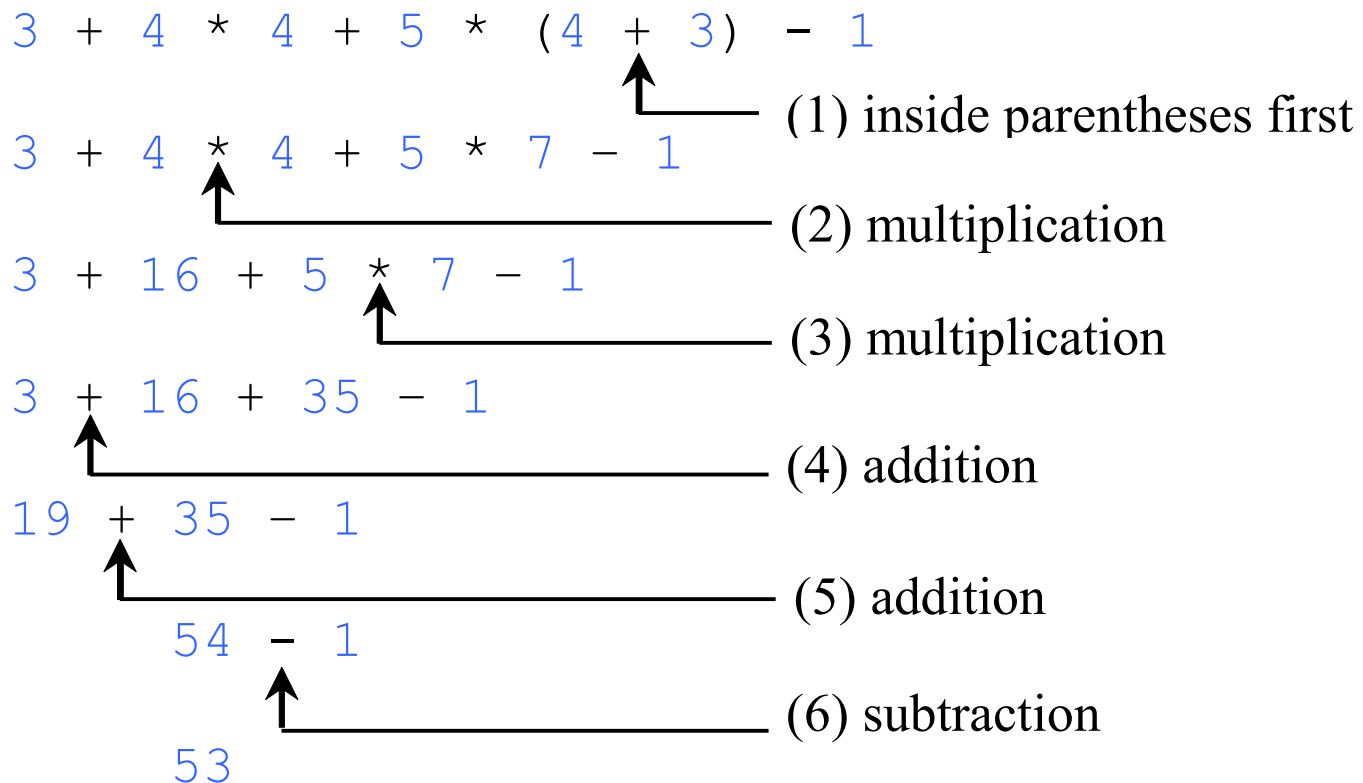 3 + 4 * 4 + 5 * (4 + 3) - 1
(1) inside parentheses first
3 + 4 * 4 + 5 * 7 - 1
(2) multiplication
3 + 16 + 5 * 7 - 1
(3) multiplication
3 + 16 + 35 - 1
(4) addition
19 + 35 - 1
(5) addition
54 - 1
(6) subtraction
53